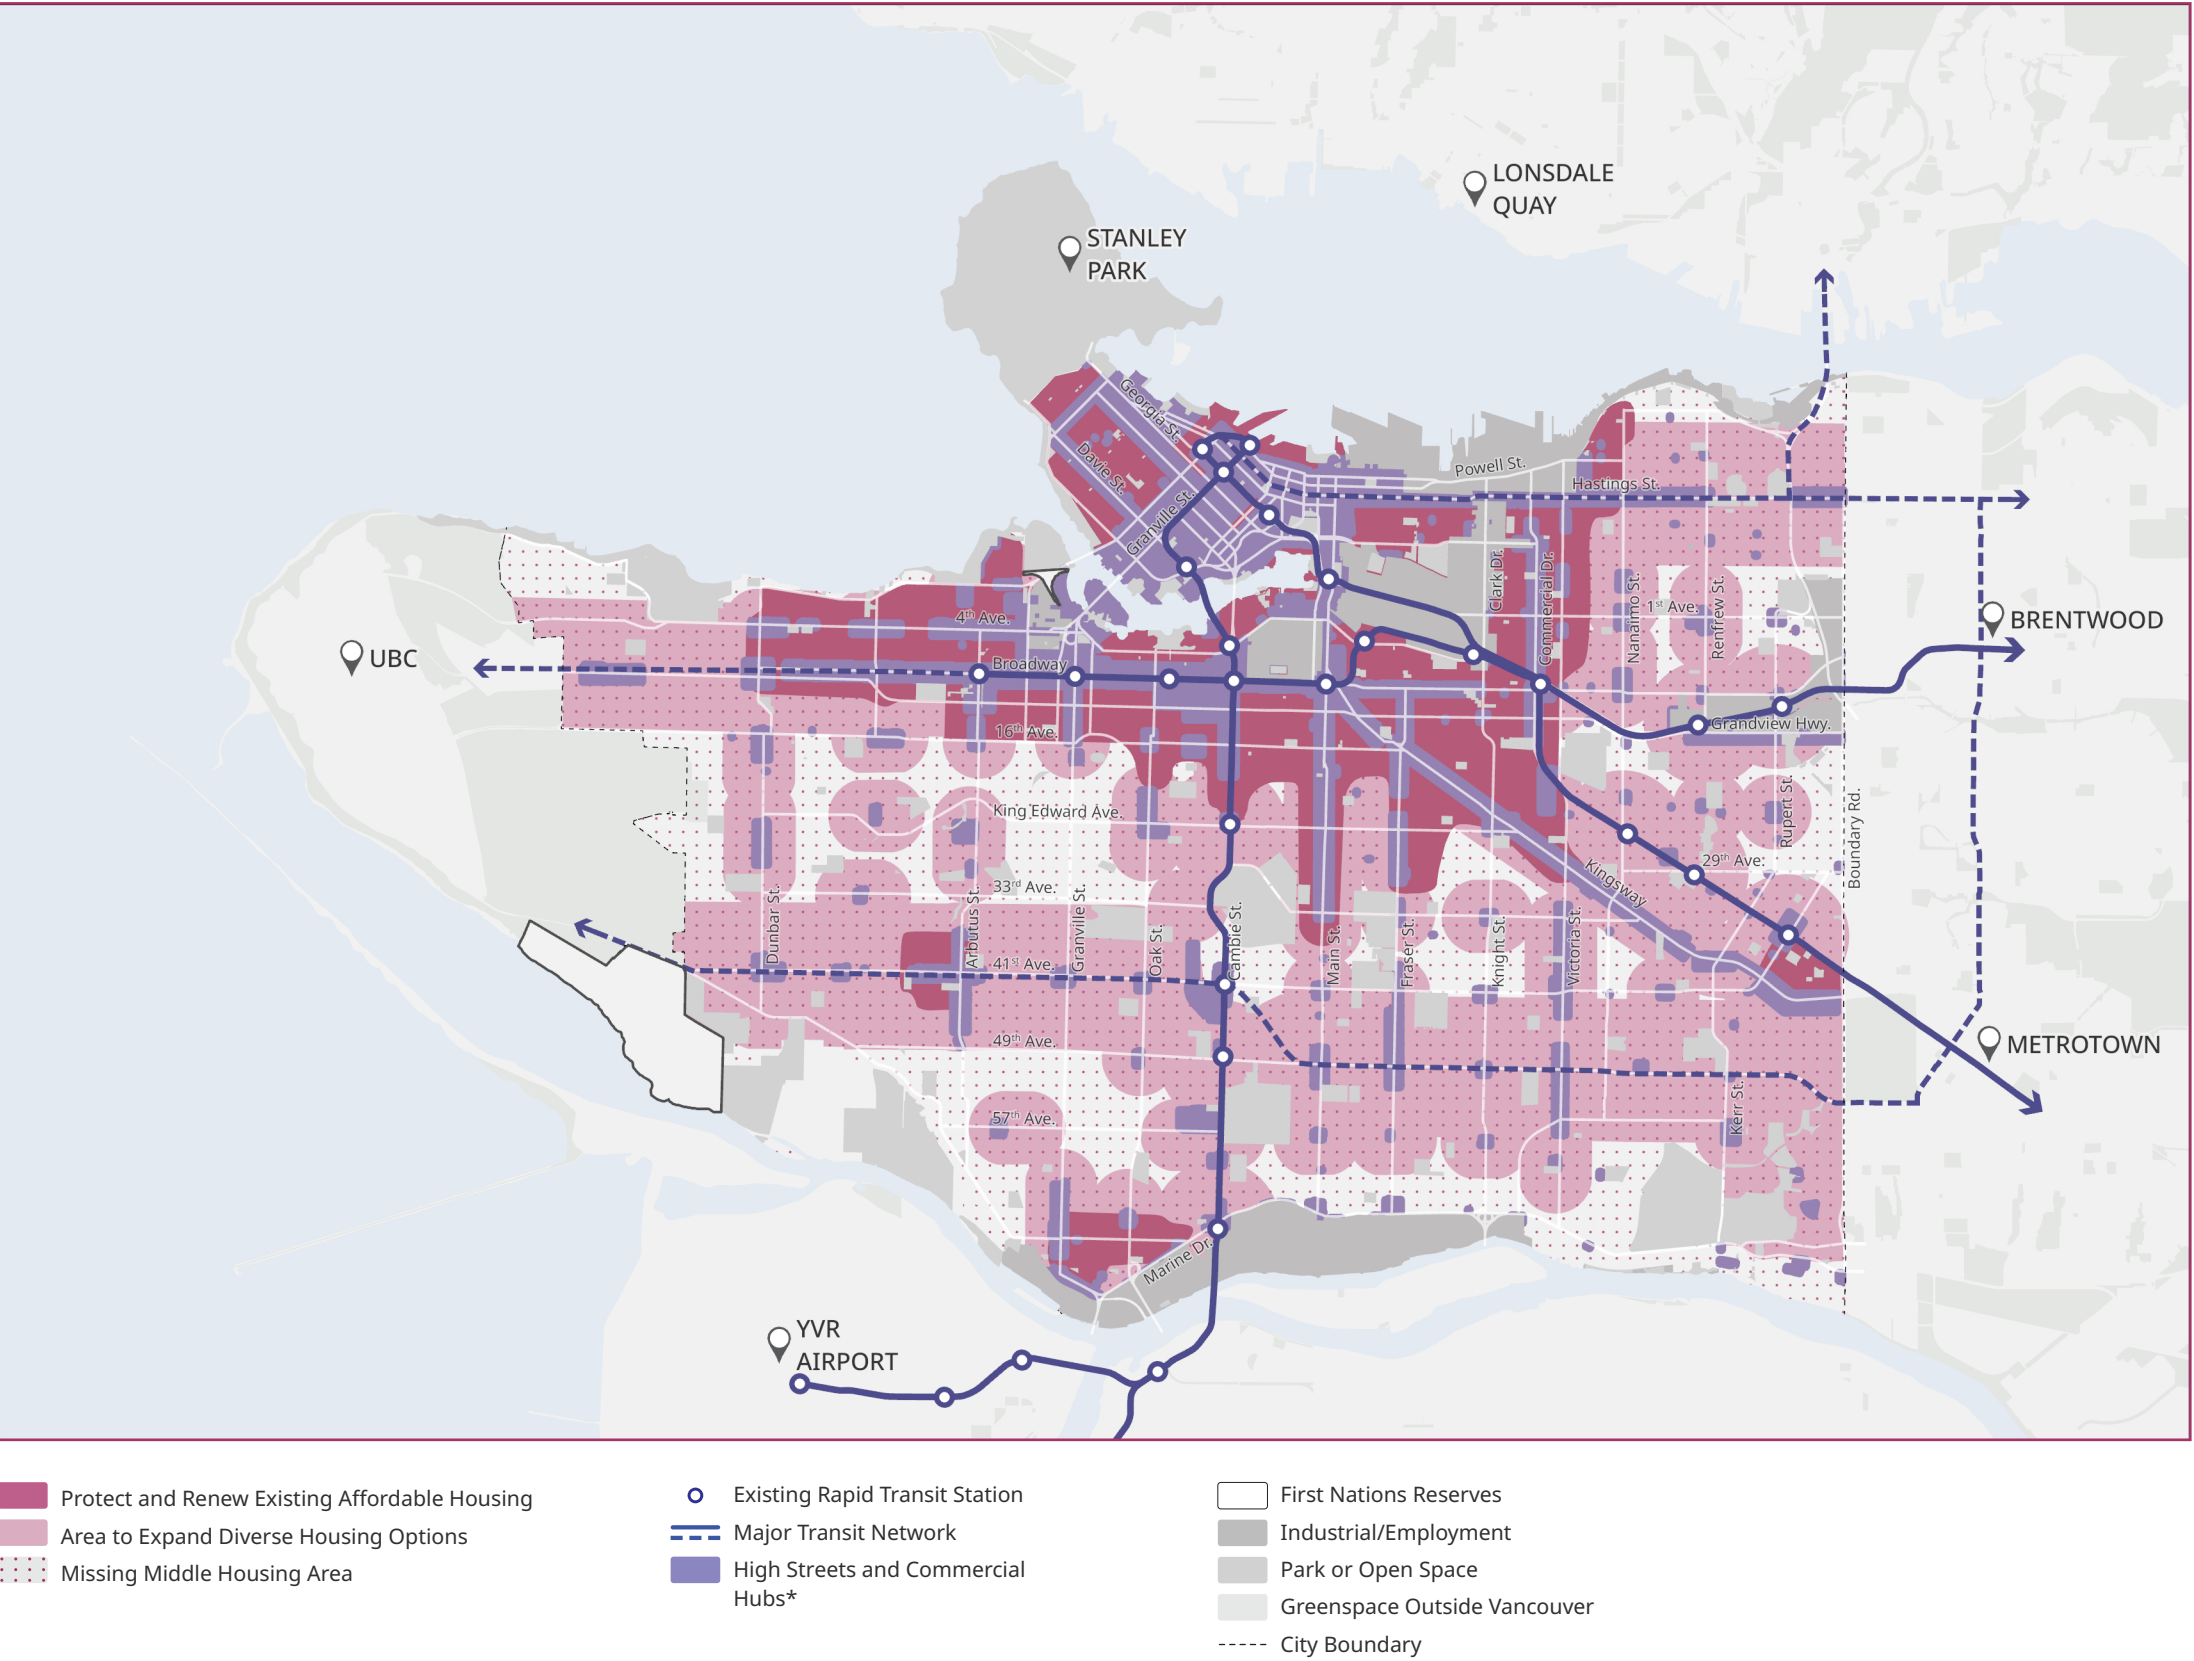 LONSDALE
QUAY
STANLEY
PARK
Georgia St.
Davie St.
Granville St.
Powell St.
Hastings St.
Clark Dr.
Commercial Dr.
Nanaimo St.
1st Ave.
Renfrew St.
4th Ave.
BRENTWOOD
UBC
Broadway
16th Ave.
Grandview Hwy.
King Edward Ave.
Rupert St.
Boundary Rd.
29th Ave.
Kingsway
33rd Ave.
Dunbar St.
Arbutus St.
Granville St.
Oak St.
Cambie St.
Main St.
Fraser St.
Knight St.
Victoria St.
41st Ave.
49th Ave.
METROTOWN
57th Ave.
Kerr St.
Marine Dr.
YVR
AIRPORT
Protect and Renew Existing Affordable Housing
Area to Expand Diverse Housing Options
Missing Middle Housing Area
Existing Rapid Transit Station
Major Transit Network
High Streets and Commercial
Hubs*
First Nations Reserves
Industrial/Employment
Park or Open Space
Greenspace Outside Vancouver
City Boundary